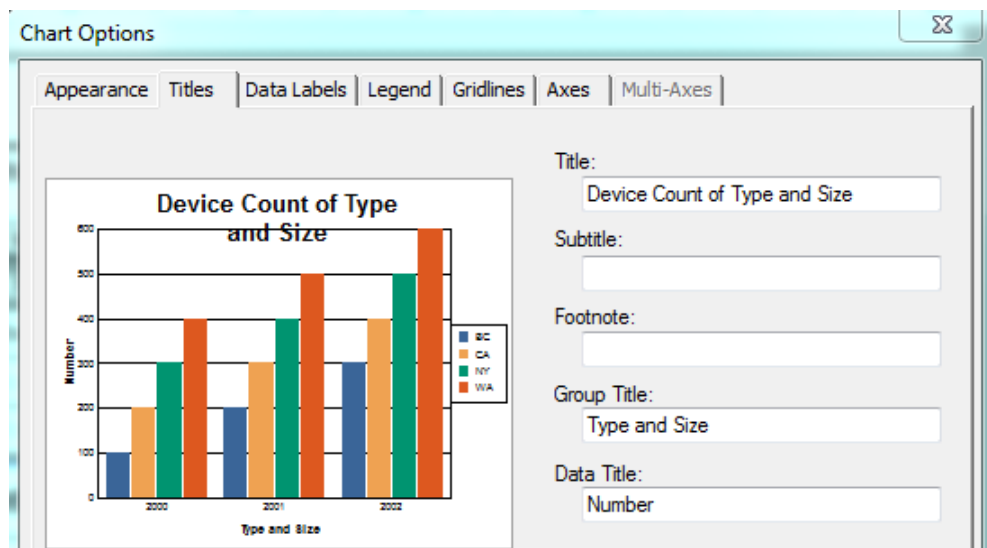 Chart Options
Appearance Titles Data Labels Legend Gridlines Axes Multi-Axes
Device Count of Type
and Size
600
500
400
300
200
100
0
Number
2000 2001 2002
Type and Size
BC
CA
NY
WA
Title:
Device Count of Type and Size
Subtitle:
Footnote:
Group Title:
Type and Size
Data Title:
Number